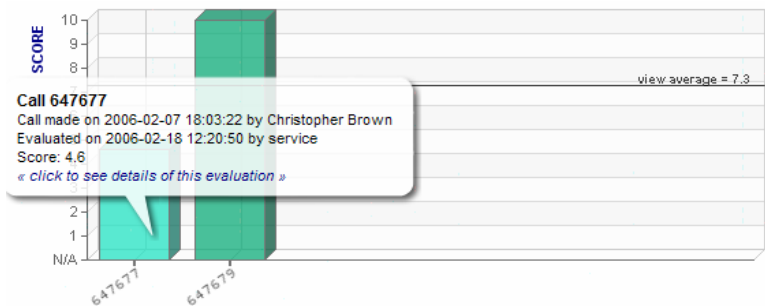 SCORE
10
9
8
view average = 7.3
Call 647677
Call made on 2006-02-07 18:03:22 by Christopher Brown
Evaluated on 2006-02-18 12:20:50 by service
Score: 4.6
« click to see details of this evaluation »
3
2
1
N/A
647677
647679